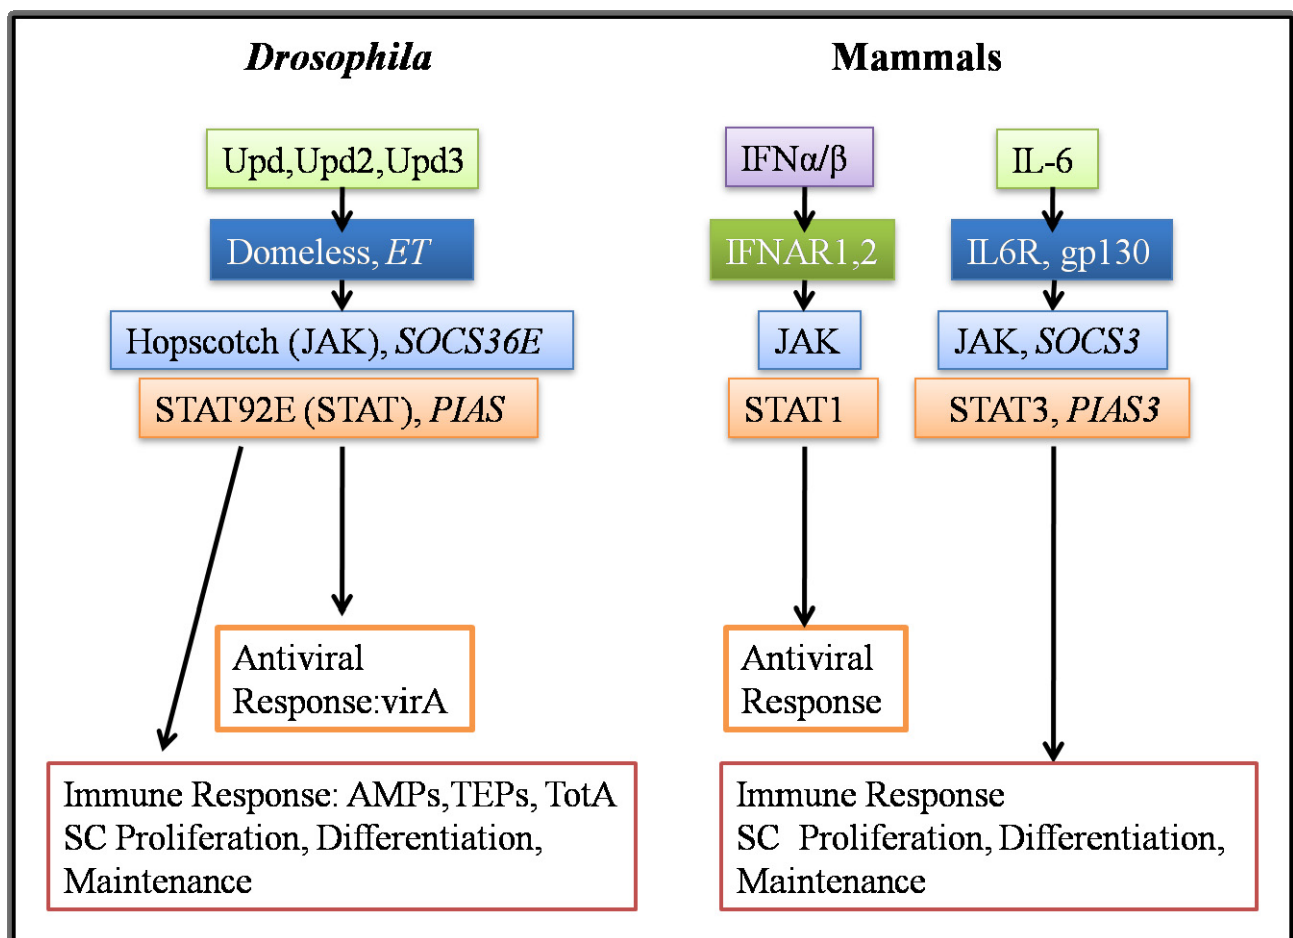 Drosophila
Upd,Upd2,Upd3
Domeless, ET
Hopscotch (JAK), SOCS36E
STAT92E (STAT), PIAS
Antiviral
Response:virA
Immune Response: AMPs,TEPs, TotA
SC Proliferation, Differentiation,
Maintenance
Mammals
IFNα/β
IFNAR1,2
JAK
STAT1
Antiviral
Response
IL-6
IL6R, gp130
JAK, SOCS3
STAT3, PIAS3
Immune Response
SC Proliferation, Differentiation,
Maintenance